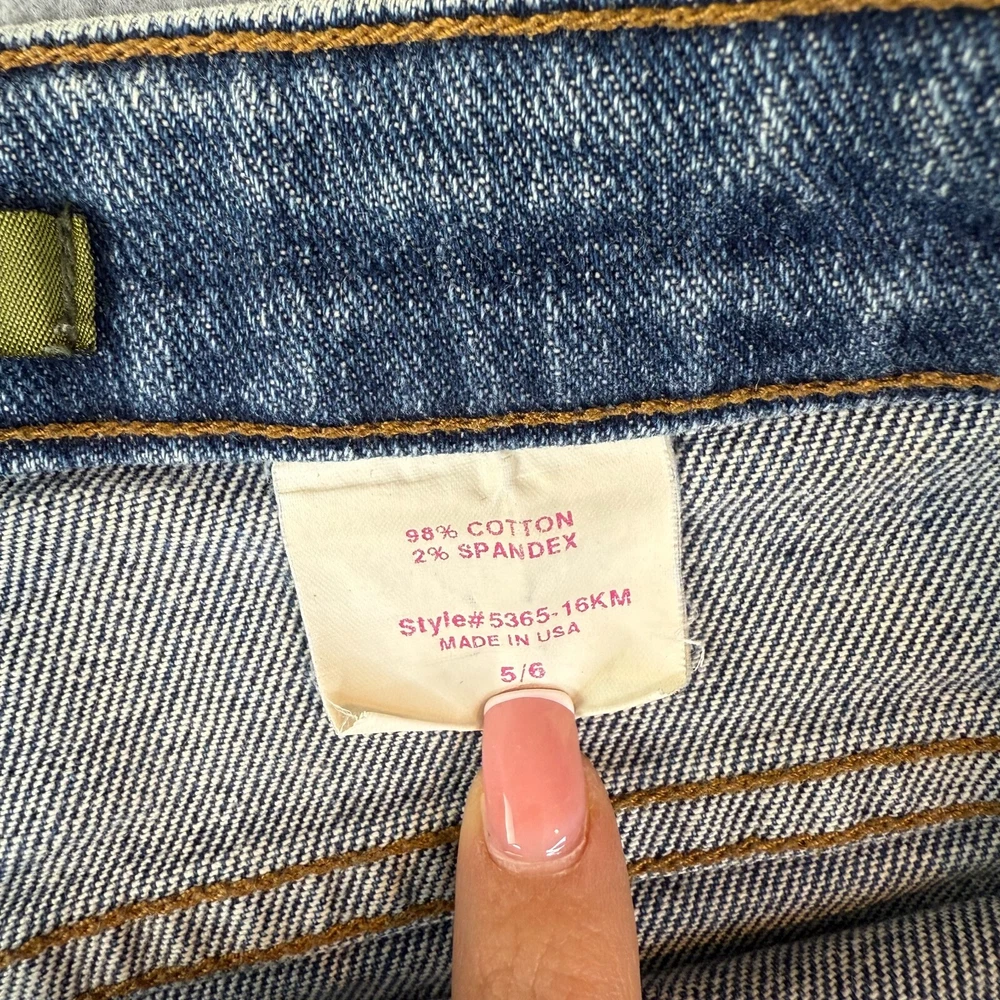 98% COTTON
2% SPANDEX
Style#5365-16KM
MADE IN USA
5/6